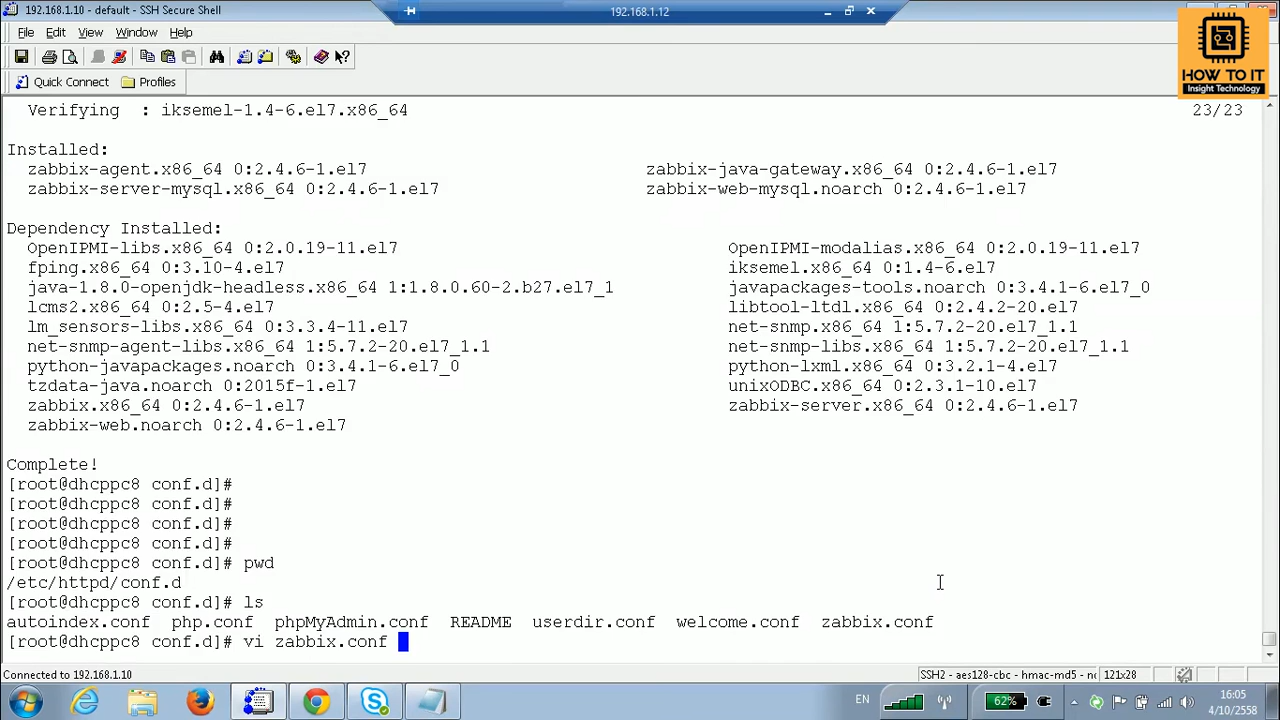 192.168.1.10 - default - SSH Secure Shell
192.168.1.12
File Edit View Window Help
Quick Connect Profiles
HOW TO IT
Insight Technology
Verifying : iksemel-1.4-6.el7.x86_64 23/23
Installed:
zabbix-agent.x86_64 0:2.4.6-1.el7 zabbix-java-gateway.x86_64 0:2.4.6-1.el7
zabbix-server-mysql.x86_64 0:2.4.6-1.el7 zabbix-web-mysql.noarch 0:2.4.6-1.el7
Dependency Installed:
OpenIPMI-libs.x86_64 0:2.0.19-11.el7 OpenIPMI-modalias.x86_64 0:2.0.19-11.el7
fping.x86_64 0:3.10-4.el7 iksemel.x86_64 0:1.4-6.el7
java-1.8.0-openjdk-headless.x86_64 1:1.8.0.60-2.b27.el7_1 javapackages-tools.noarch 0:3.4.1-6.el7_0
lcms2.x86_64 0:2.5-4.el7 libtool-ltdl.x86_64 0:2.4.2-20.el7
lm_sensors-libs.x86_64 0:3.3.4-11.el7 net-snmp.x86_64 1:5.7.2-20.el7_1.1
net-snmp-agent-libs.x86_64 1:5.7.2-20.el7_1.1 net-snmp-libs.x86_64 1:5.7.2-20.el7_1.1
python-javapackages.noarch 0:3.4.1-6.el7_0 python-lxml.x86_64 0:3.2.1-4.el7
tzdata-java.noarch 0:2015f-1.el7 unixODBC.x86_64 0:2.3.1-10.el7
zabbix.x86_64 0:2.4.6-1.el7 zabbix-server.x86_64 0:2.4.6-1.el7
zabbix-web.noarch 0:2.4.6-1.el7
Complete!
[root@dhcppc8 conf.d]#
[root@dhcppc8 conf.d]#
[root@dhcppc8 conf.d]#
[root@dhcppc8 conf.d]#
[root@dhcppc8 conf.d]# pwd
/etc/httpd/conf.d
[root@dhcppc8 conf.d]# ls
autoindex.conf php.conf phpMyAdmin.conf README userdir.conf welcome.conf zabbix.conf
[root@dhcppc8 conf.d]# vi zabbix.conf
Connected to 192.168.1.10 SSH2 - aes128-cbc - hmac-md5 - 121x28
EN 62% 16:05
4/10/2558